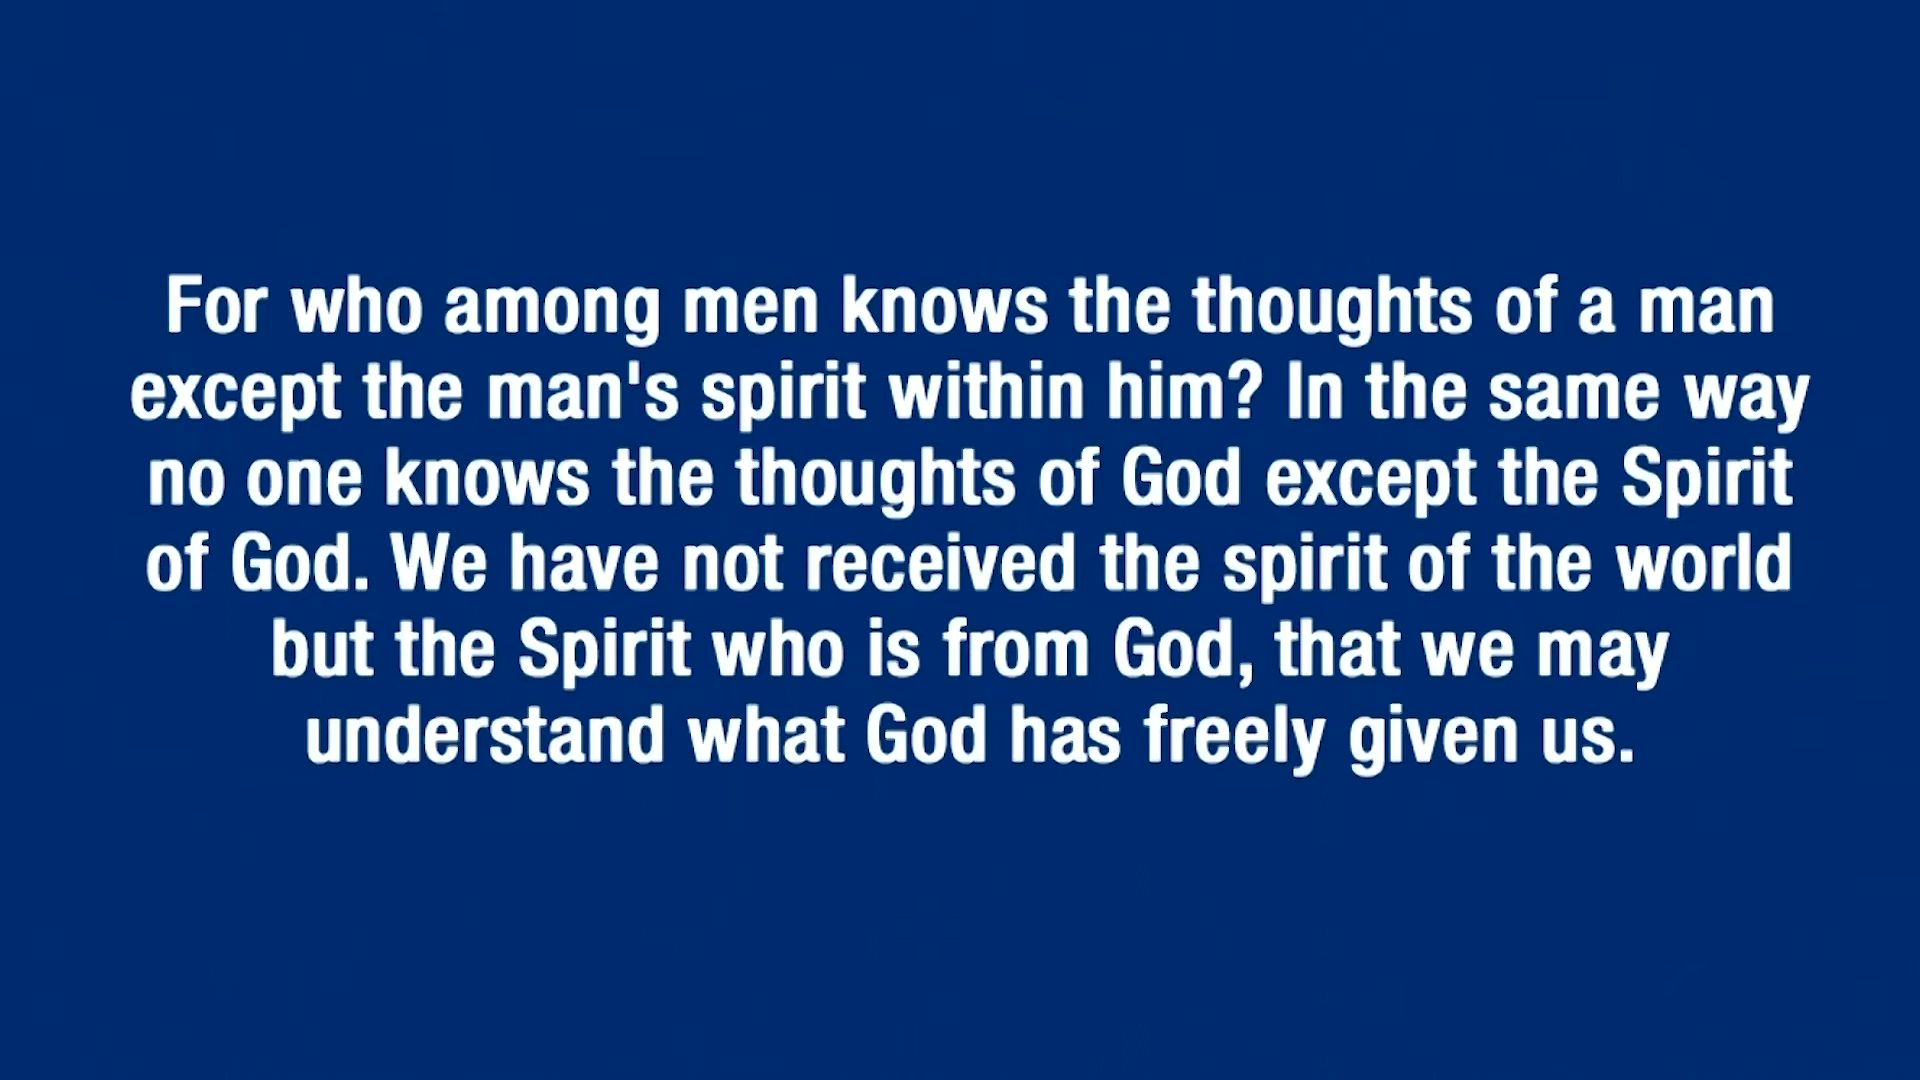 For who among men knows the thoughts of a man
except the man's spirit within him? In the same way
no one knows the thoughts of God except the Spirit
of God. We have not received the spirit of the world
but the Spirit who is from God, that we may
understand what God has freely given us.